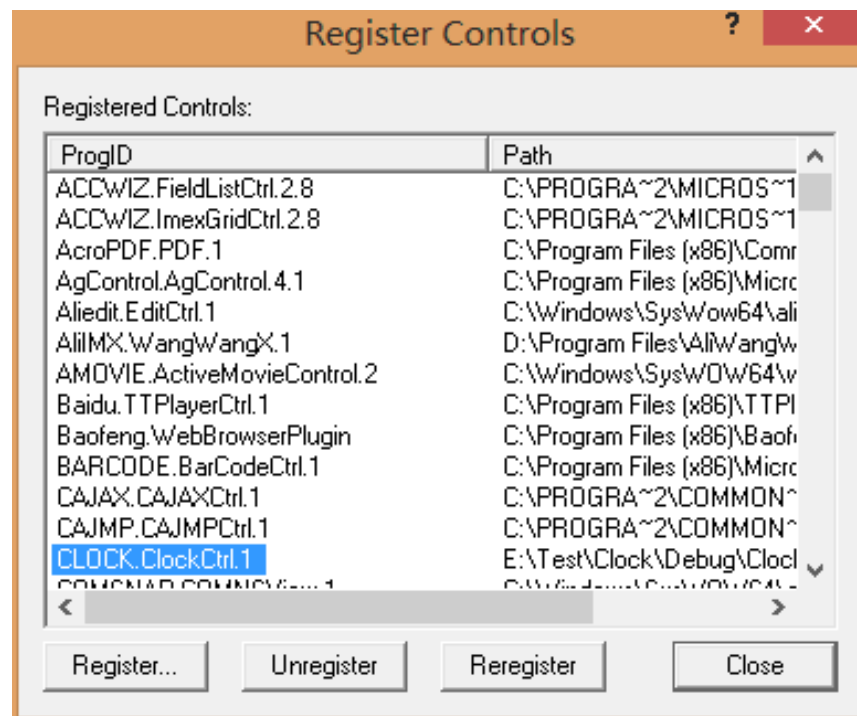 Register Controls ? ×
Registered Controls:
ProgID Path
ACCWIZ.FieldListCtrl.2.8 C:\PROGRA~2\MICROS~1
ACCWIZ.ImexGridCtrl.2.8 C:\PROGRA~2\MICROS~1
AcroPDF.PDF.1 C:\Program Files (x86)\Comm
AgControl.AgControl.4.1 C:\Program Files (x86)\Micro
Aliedit.EditCtrl.1 C:\Windows\SysWow64\ali
AliIMX.WangWangX.1 D:\Program Files\AliWangW
AMOVIE.ActiveMovieControl.2 C:\Windows\SysWOW64\w
Baidu.TTPlayerCtrl.1 C:\Program Files (x86)\TTPl
Baofeng.WebBrowserPlugin C:\Program Files (x86)\Baof
BARCODE.BarCodeCtrl.1 C:\Program Files (x86)\Micro
CAJAX.CAJAXCtrl.1 C:\PROGRA~2\COMMON~
CAJMP.CAJMPCtrl.1 C:\PROGRA~2\COMMON~
CLOCK.ClockCtrl.1 E:\Test\Clock\Debug\Clock
Register... Unregister Reregister Close